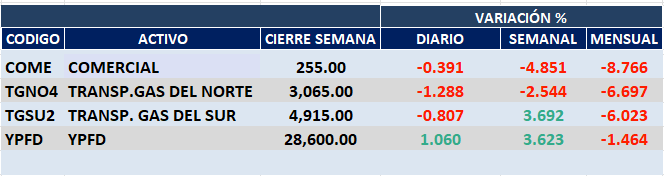 VARIACIÓN %
CODIGO ACTIVO CIERRE SEMANA DIARIO SEMANAL MENSUAL
COME COMERCIAL 255.00 -0.391 -4.851 -8.766
TGNO4 TRANSP.GAS DEL NORTE 3,065.00 -1.288 -2.544 -6.697
TGSU2 TRANSP. GAS DEL SUR 4,915.00 -0.807 3.692 -6.023
YPFD YPFD 28,600.00 1.060 3.623 -1.464